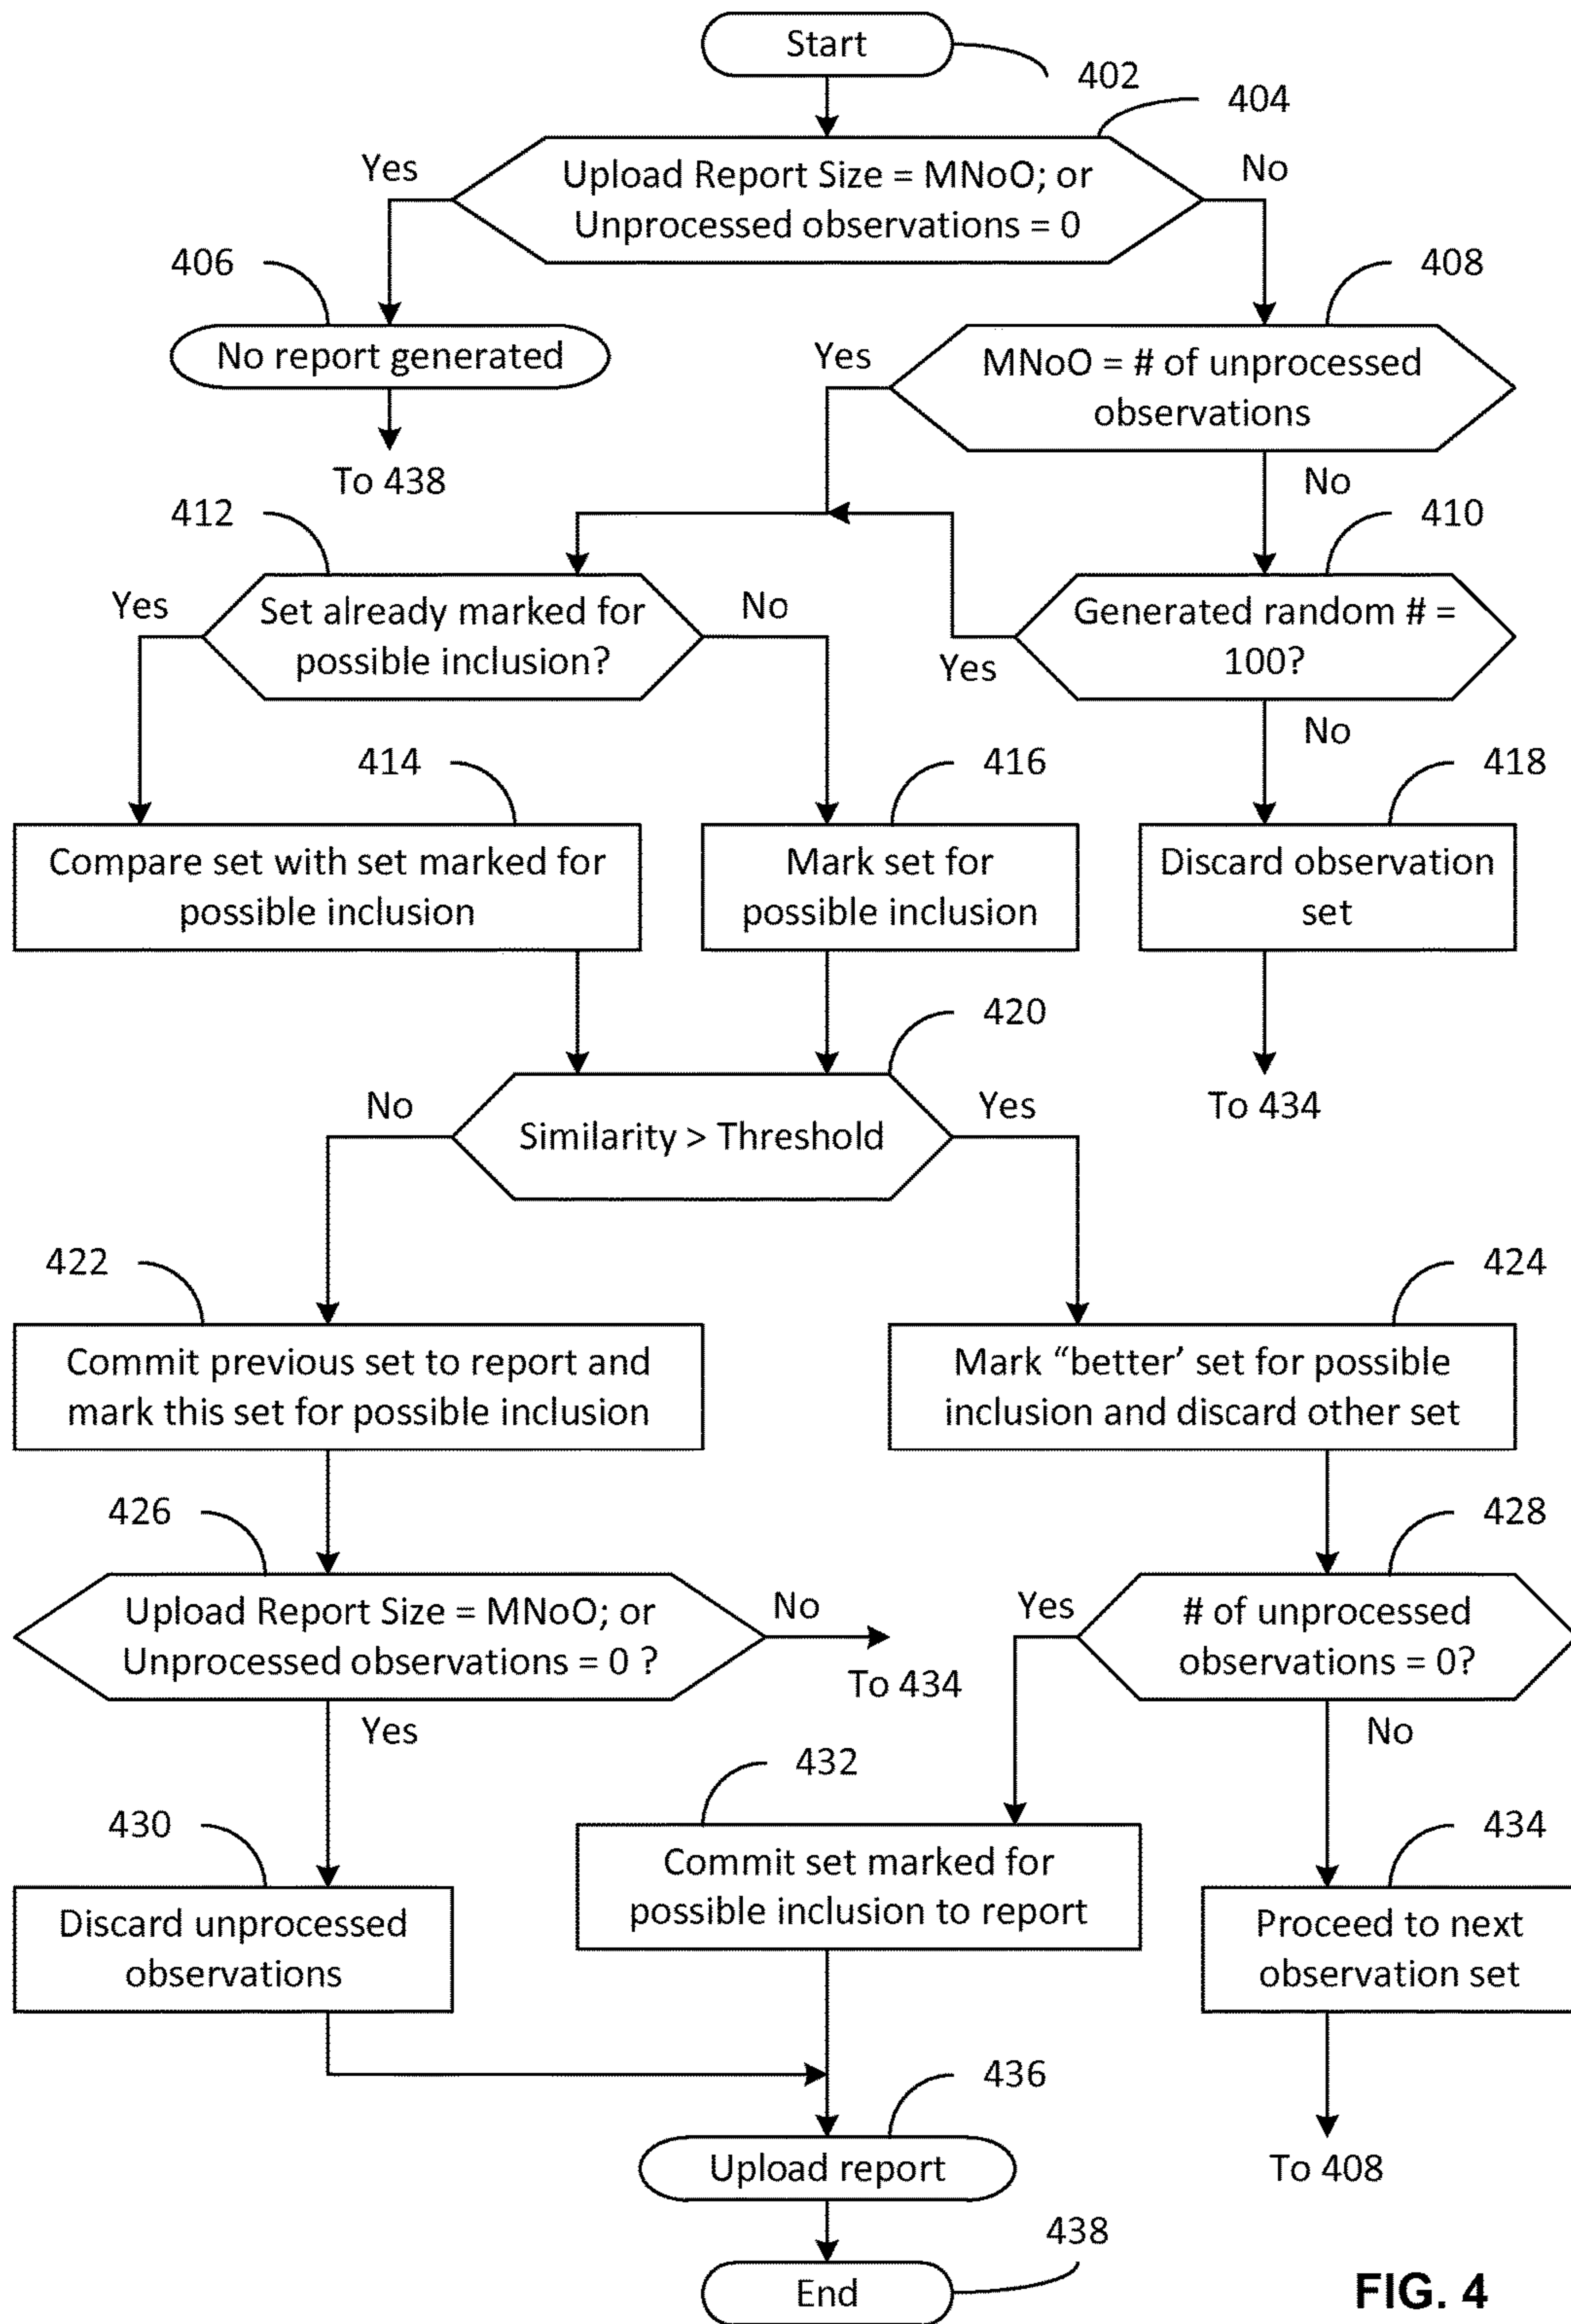 Start
402
404
Yes
Upload Report Size = MNoO; or
Unprocessed observations = 0
No
406
408
No report generated
Yes
MNoO = # of unprocessed
observations
To 438
No
412
410
Yes
Set already marked for
possible inclusion?
No
Generated random # =
100?
Yes
No
414
416
418
Compare set with set marked for
possible inclusion
Mark set for
possible inclusion
Discard observation
set
420
No
Similarity > Threshold
Yes
To 434
422
424
Commit previous set to report and
mark this set for possible inclusion
Mark “better’ set for possible
inclusion and discard other set
426
428
Upload Report Size = MNoO; or
Unprocessed observations = 0 ?
No
To 434
Yes
# of unprocessed
observations = 0?
Yes
No
432
430
434
Commit set marked for
possible inclusion to report
Discard unprocessed
observations
Proceed to next
observation set
436
Upload report
To 408
438
End
FIG. 4